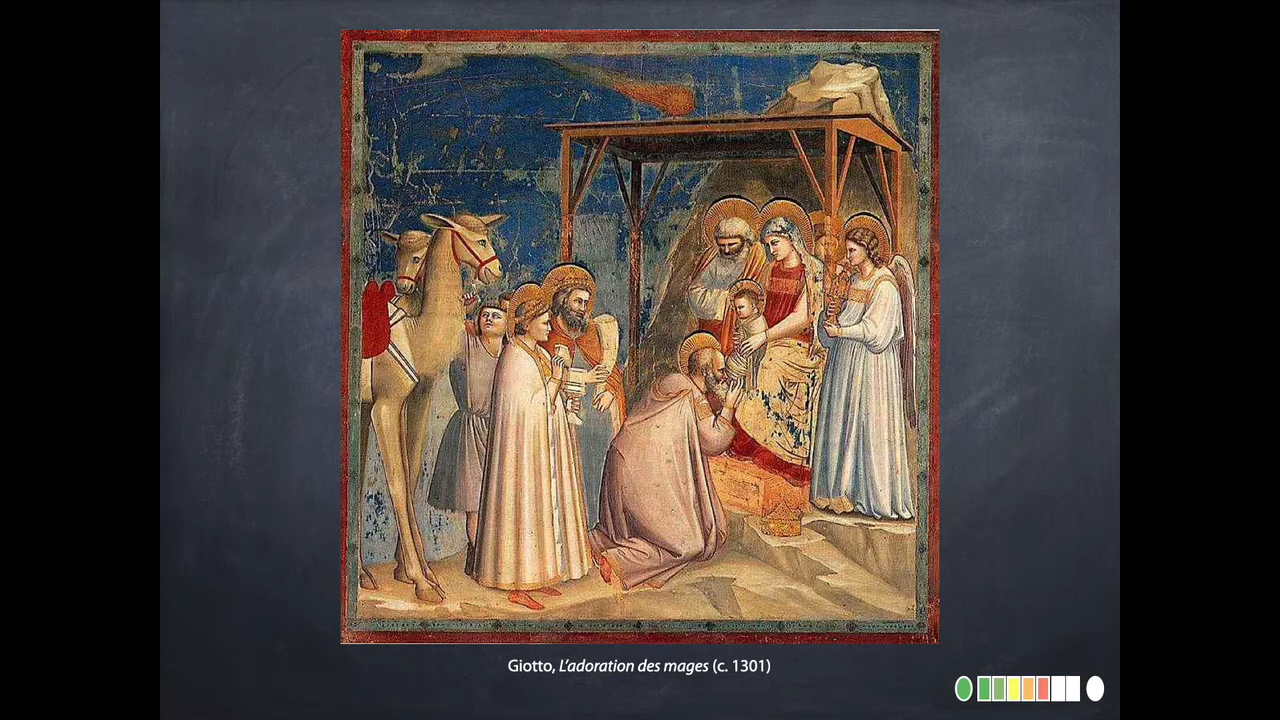 Giotto, L’adoration des mages (c. 1301)